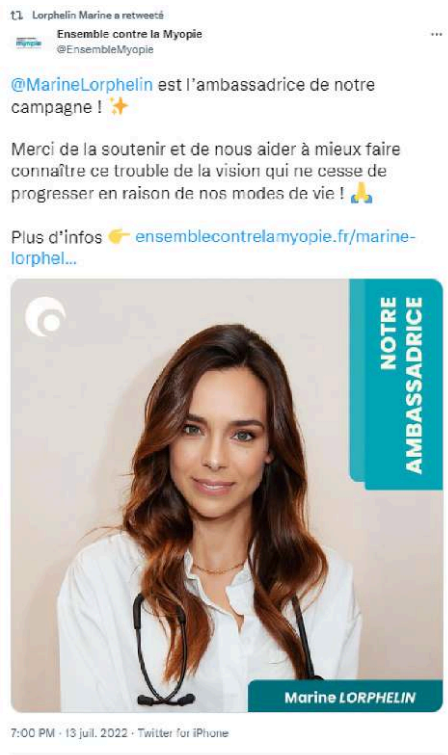 Lorphelin Marine a retweeté
Ensemble contre la Myopie
@EnsembleMyopie
@MarineLorphelin est l'ambassadrice de notre
campagne ! ✨
Merci de la soutenir et de nous aider à mieux faire
connaître ce trouble de la vision qui ne cesse de
progresser en raison de nos modes de vie ! 🙏
Plus d'infos 👉 ensemblecontrelamyopie.fr/marine-
lorphel...
NOTRE
AMBASSADRICE
Marine LORPHELIN
7:00 PM · 13 juil. 2022 · Twitter for iPhone